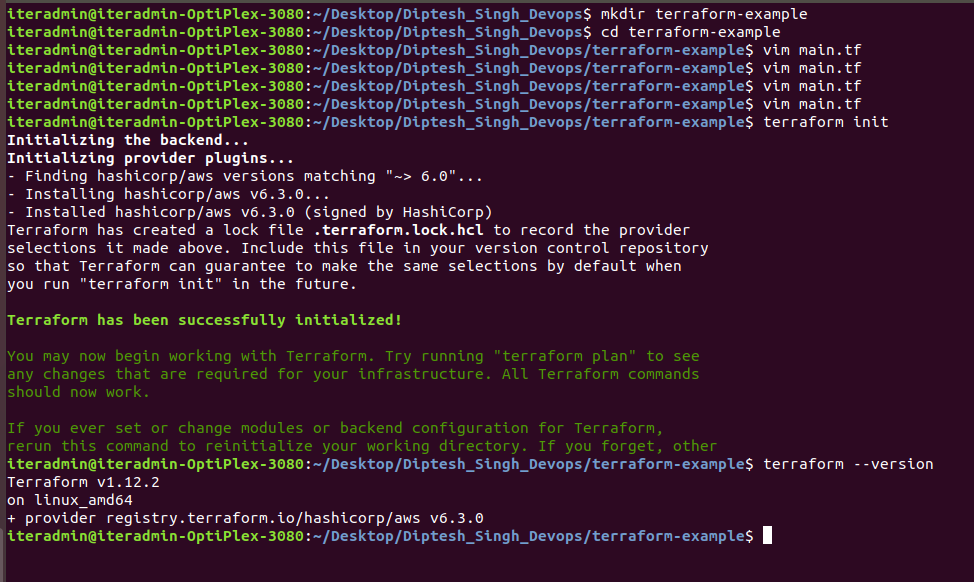 iteradmin@iteradmin-OptiPlex-3080:~/Desktop/Diptesh_Singh_Devops$ mkdir terraform-example
iteradmin@iteradmin-OptiPlex-3080:~/Desktop/Diptesh_Singh_Devops$ cd terraform-example
iteradmin@iteradmin-OptiPlex-3080:~/Desktop/Diptesh_Singh_Devops/terraform-example$ vim main.tf
iteradmin@iteradmin-OptiPlex-3080:~/Desktop/Diptesh_Singh_Devops/terraform-example$ vim main.tf
iteradmin@iteradmin-OptiPlex-3080:~/Desktop/Diptesh_Singh_Devops/terraform-example$ vim main.tf
iteradmin@iteradmin-OptiPlex-3080:~/Desktop/Diptesh_Singh_Devops/terraform-example$ vim main.tf
iteradmin@iteradmin-OptiPlex-3080:~/Desktop/Diptesh_Singh_Devops/terraform-example$ terraform init
Initializing the backend...
Initializing provider plugins...
- Finding hashicorp/aws versions matching "~> 6.0"...
- Installing hashicorp/aws v6.3.0...
- Installed hashicorp/aws v6.3.0 (signed by HashiCorp)
Terraform has created a lock file .terraform.lock.hcl to record the provider
selections it made above. Include this file in your version control repository
so that Terraform can guarantee to make the same selections by default when
you run "terraform init" in the future.
Terraform has been successfully initialized!
You may now begin working with Terraform. Try running "terraform plan" to see
any changes that are required for your infrastructure. All Terraform commands
should now work.
If you ever set or change modules or backend configuration for Terraform,
rerun this command to reinitialize your working directory. If you forget, other
iteradmin@iteradmin-OptiPlex-3080:~/Desktop/Diptesh_Singh_Devops/terraform-example$ terraform --version
Terraform v1.12.2
on linux_amd64
+ provider registry.terraform.io/hashicorp/aws v6.3.0
iteradmin@iteradmin-OptiPlex-3080:~/Desktop/Diptesh_Singh_Devops/terraform-example$